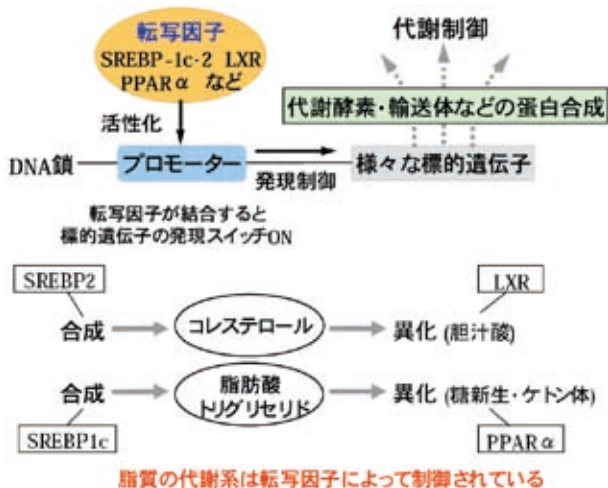 転写因子
SREBP-1c・2 LXR
PPARα など
代謝制御
活性化
代謝酵素・輸送体などの蛋白合成
DNA鎖
プロモーター
発現制御
様々な標的遺伝子
転写因子が結合すると
標的遺伝子の発現スイッチON
SREBP2
LXR
合成
コレステロール
異化 (胆汁酸)
合成
脂肪酸
トリグリセリド
異化 (糖新生・ケトン体)
SREBP1c
PPARα
脂質の代謝系は転写因子によって制御されている